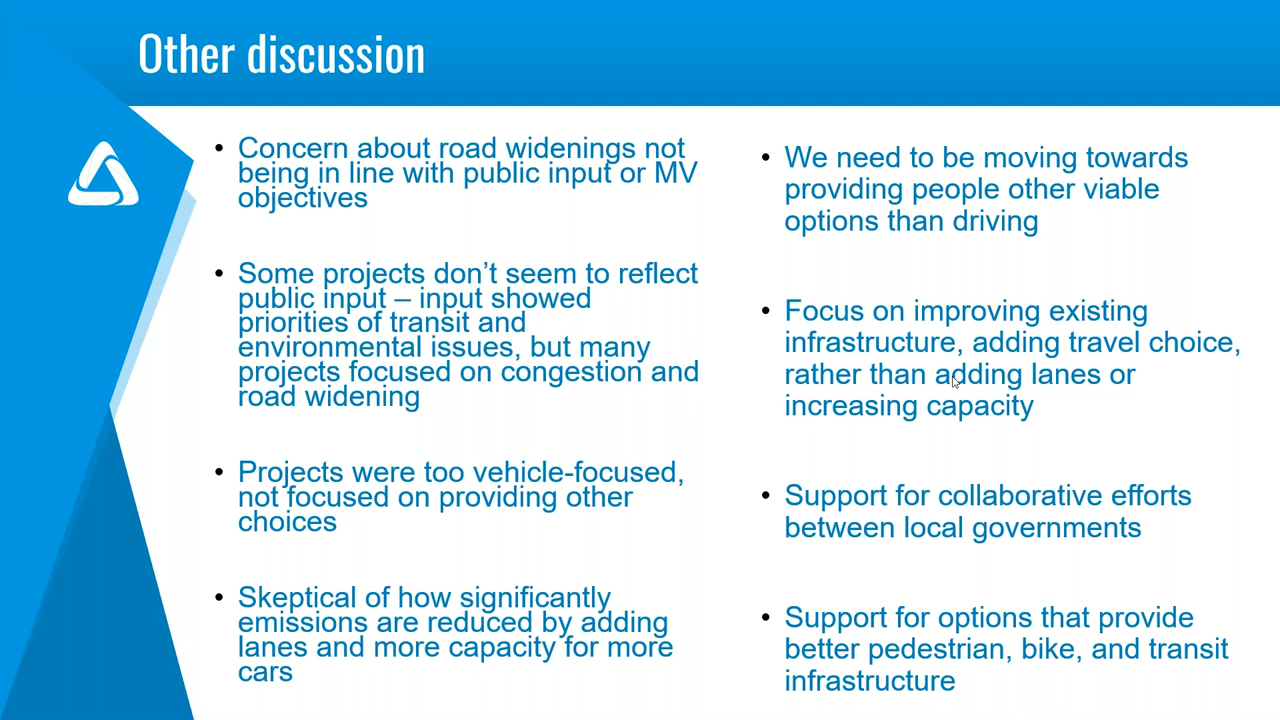 Other discussion
• Concern about road widenings not
being in line with public input or MV
objectives
• Some projects don’t seem to reflect
public input – input showed
priorities of transit and
environmental issues, but many
projects focused on congestion and
road widening
• Projects were too vehicle-focused,
not focused on providing other
choices
• Skeptical of how significantly
emissions are reduced by adding
lanes and more capacity for more
cars
• We need to be moving towards
providing people other viable
options than driving
• Focus on improving existing
infrastructure, adding travel choice,
rather than adding lanes or
increasing capacity
• Support for collaborative efforts
between local governments
• Support for options that provide
better pedestrian, bike, and transit
infrastructure